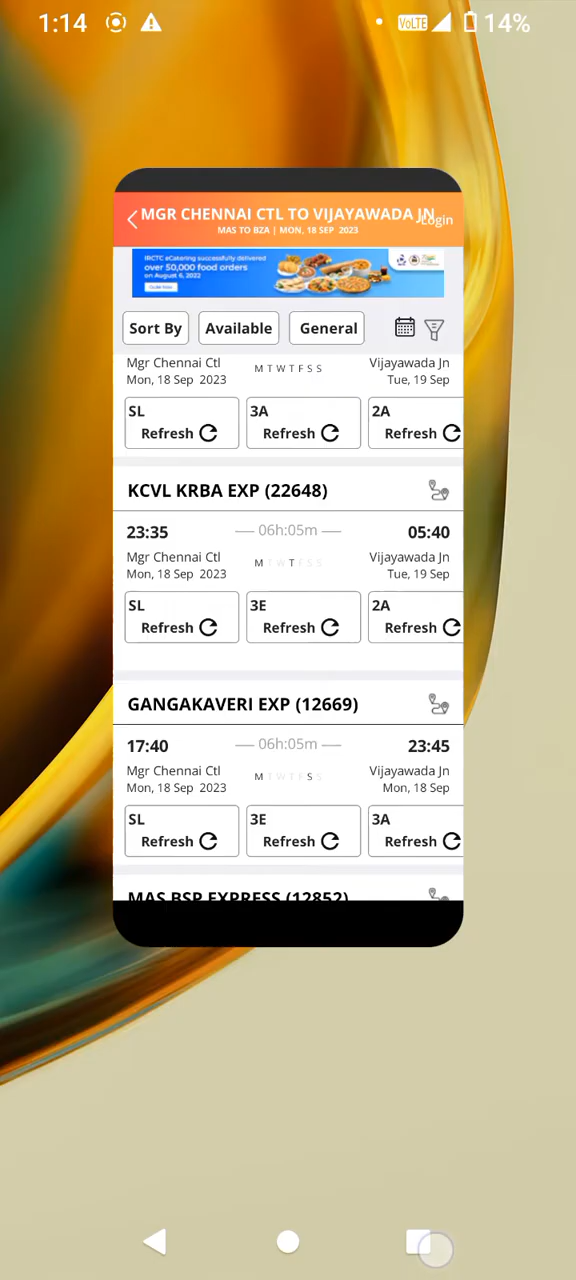 1:14 VoLTE 14%
MGR CHENNAI CTL TO VIJAYAWADA JN Login
MAS TO BZA | MON, 18 SEP 2023
IRCTC eCatering successfully delivered
over 50,000 food orders
on August 6, 2022
Sort By Available General
Mgr Chennai Ctl M T W T F S S Vijayawada Jn
Mon, 18 Sep 2023 Tue, 19 Sep
SL 3A 2A
Refresh Refresh Refresh
KCVL KRBA EXP (22648)
23:35 06h:05m 05:40
Mgr Chennai Ctl M T W T F S S Vijayawada Jn
Mon, 18 Sep 2023 Tue, 19 Sep
SL 3E 2A
Refresh Refresh Refresh
GANGAKAVERI EXP (12669)
17:40 06h:05m 23:45
Mgr Chennai Ctl M T W T F S S Vijayawada Jn
Mon, 18 Sep 2023 Mon, 18 Sep
SL 3E 3A
Refresh Refresh Refresh
MAS BSP EXPRESS (12852)